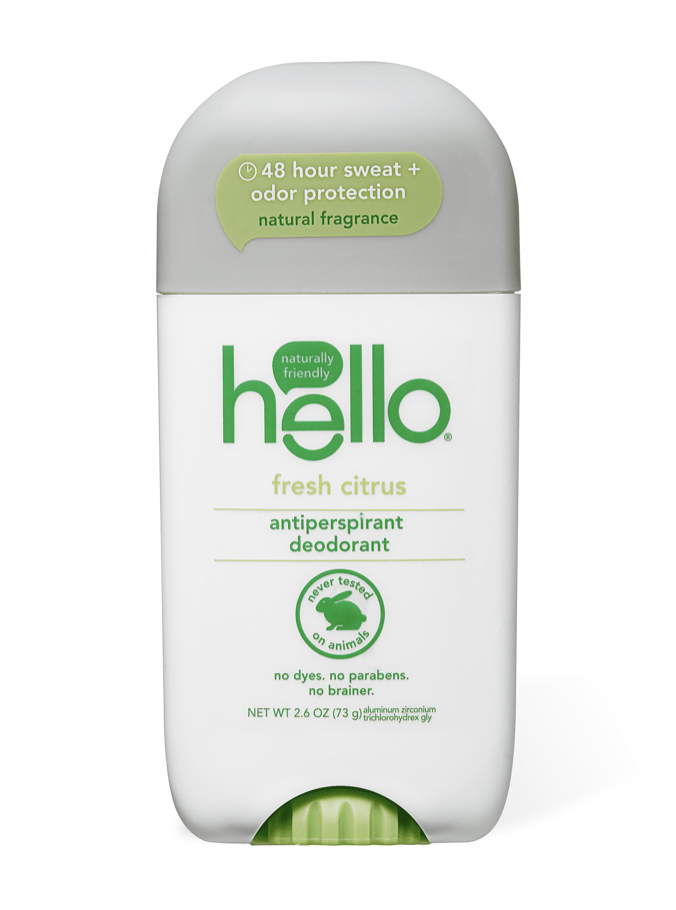 48 hour sweat +
odor protection
natural fragrance
naturally
friendly
hello®
fresh citrus
antiperspirant
deodorant
never tested
on animals
no dyes. no parabens.
no brainer.
NET WT 2.6 OZ (73 g) aluminum zirconium
trichlorohydrex gly